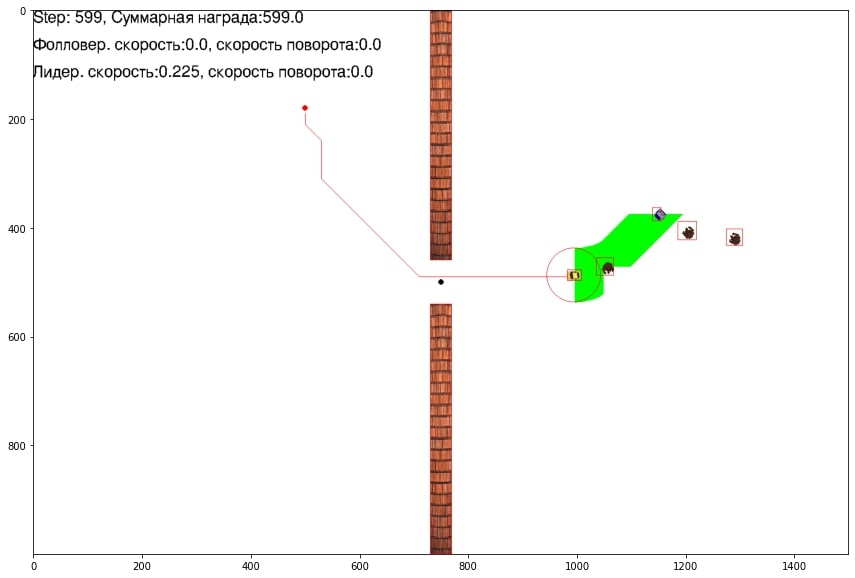 Step: 599, Суммарная награда:599.0
Фолловер. скорость:0.0, скорость поворота:0.0
Лидер. скорость:0.225, скорость поворота:0.0
0
200
400
600
800
0 200 400 600 800 1000 1200 1400